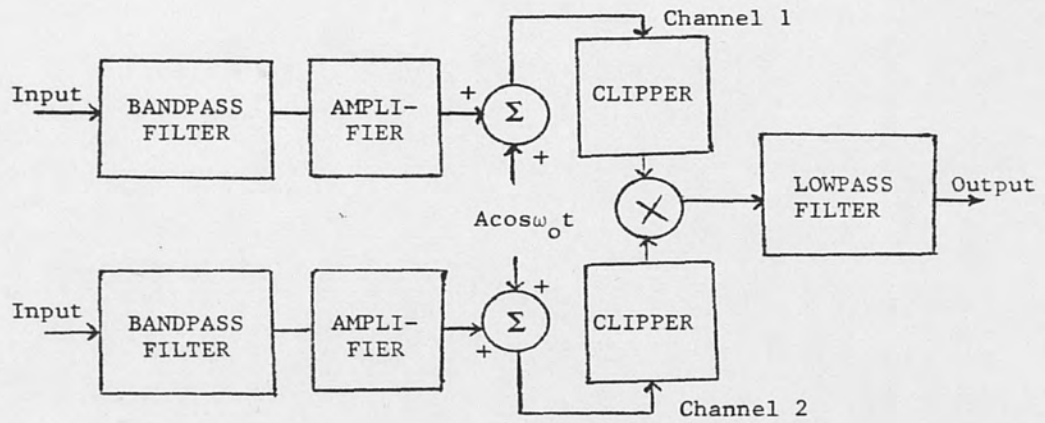 Channel 1
Input
BANDPASS
FILTER
AMPLI-
FIER
+
Σ
+
CLIPPER
Acosω₀t
X
LOWPASS
FILTER
Output
Input
BANDPASS
FILTER
AMPLI-
FIER
+
Σ
+
CLIPPER
Channel 2